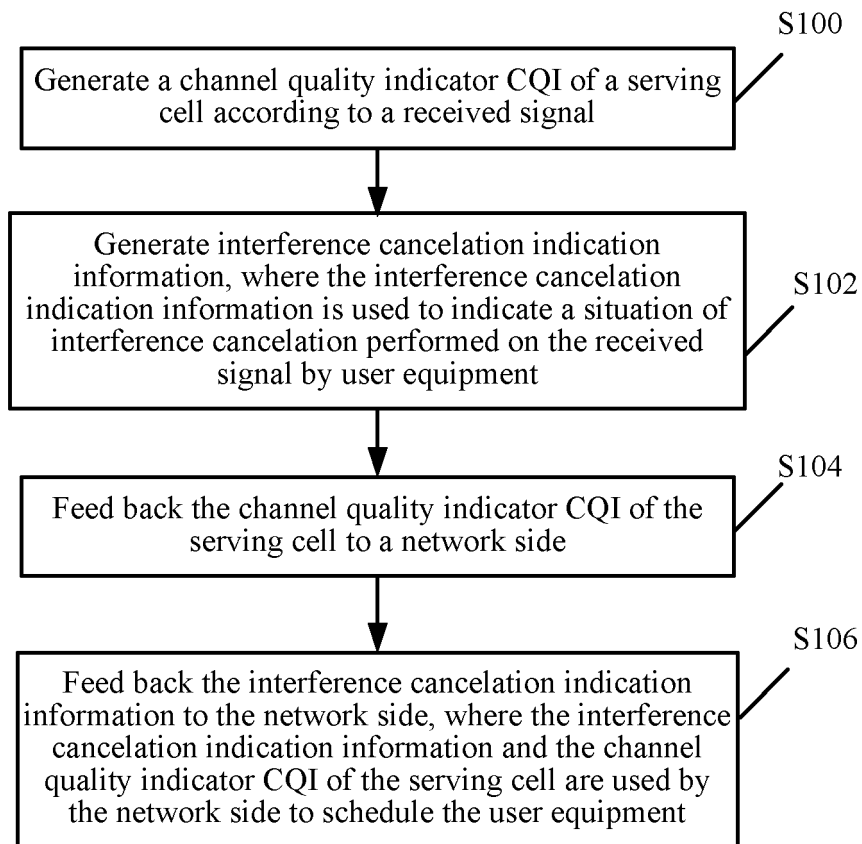 S100
Generate a channel quality indicator CQI of a serving
cell according to a received signal
Generate interference cancelation indication
information, where the interference cancelation
indication information is used to indicate a situation of
interference cancelation performed on the received
signal by user equipment
S102
S104
Feed back the channel quality indicator CQI of the
serving cell to a network side
S106
Feed back the interference cancelation indication
information to the network side, where the interference
cancelation indication information and the channel
quality indicator CQI of the serving cell are used by
the network side to schedule the user equipment